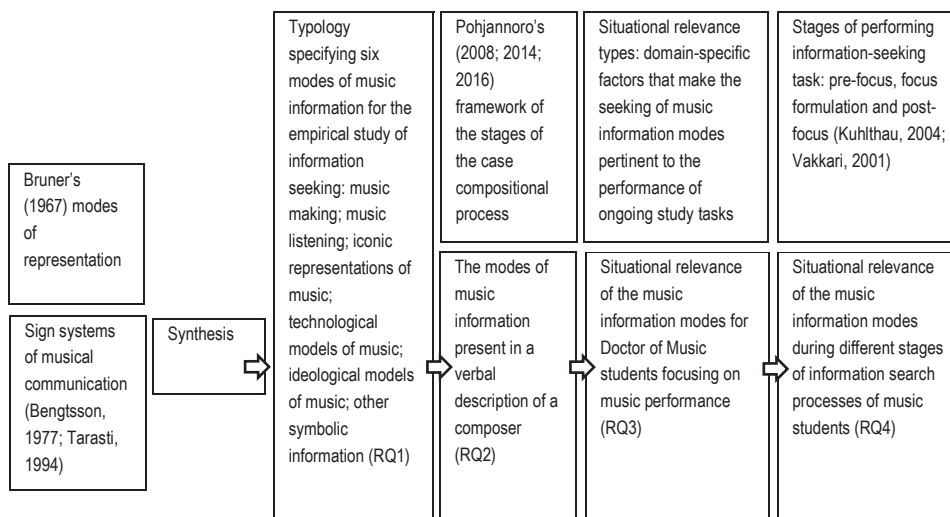 Bruner's
(1967) modes
of
representation
Sign systems
of musical
communication
(Bengtsson,
1977; Tarasti,
1994)
Synthesis
Typology
specifying six
modes of music
information for the
empirical study of
information
seeking: music
making; music
listening; iconic
representations of
music;
technological
models of music;
ideological models
of music; other
symbolic
information (RQ1)
Pohjannoro's
(2008; 2014;
2016)
framework of
the stages of
the case
compositional
process
The modes of
music
information
present in a
verbal
description of a
composer
(RQ2)
Situational relevance
types: domain-specific
factors that make the
seeking of music
information modes
pertinent to the
performance of
ongoing study tasks
Situational relevance
of the music
information modes for
Doctor of Music
students focusing on
music performance
(RQ3)
Stages of performing
information-seeking
task: pre-focus, focus
formulation and post-
focus (Kuhlthau, 2004;
Vakkari, 2001)
Situational relevance
of the music
information modes
during different stages
of information search
processes of music
students (RQ4)